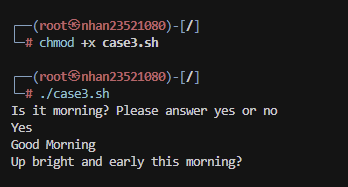 ┌──(root㉿nhan23521080)-[/]
└─# chmod +x case3.sh
┌──(root㉿nhan23521080)-[/]
└─# ./case3.sh
Is it morning? Please answer yes or no
Yes
Good Morning
Up bright and early this morning?